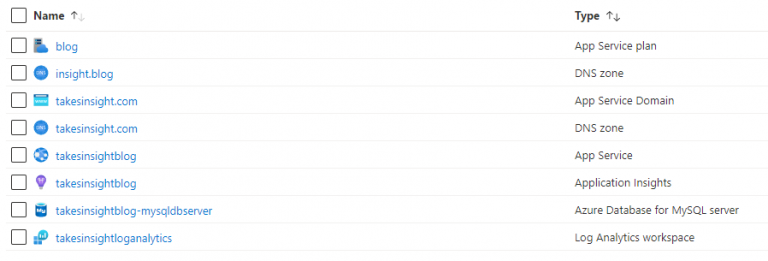 Name ↑↓ Type ↑↓
blog App Service plan
insight.blog DNS zone
takesinsight.com App Service Domain
takesinsight.com DNS zone
takesinsightblog App Service
takesinsightblog Application Insights
takesinsightblog-mysqldbserver Azure Database for MySQL server
takesinsightloganalytics Log Analytics workspace